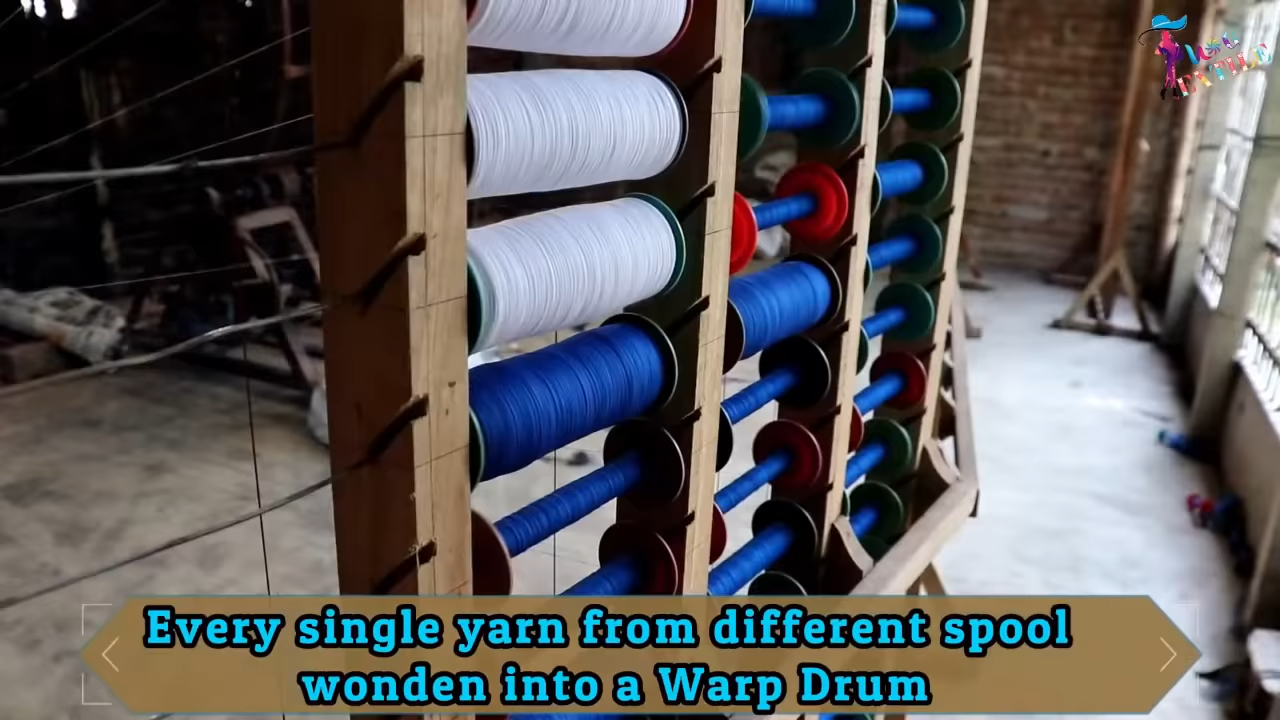 Every single yarn from different spool
wonden into a Warp Drum